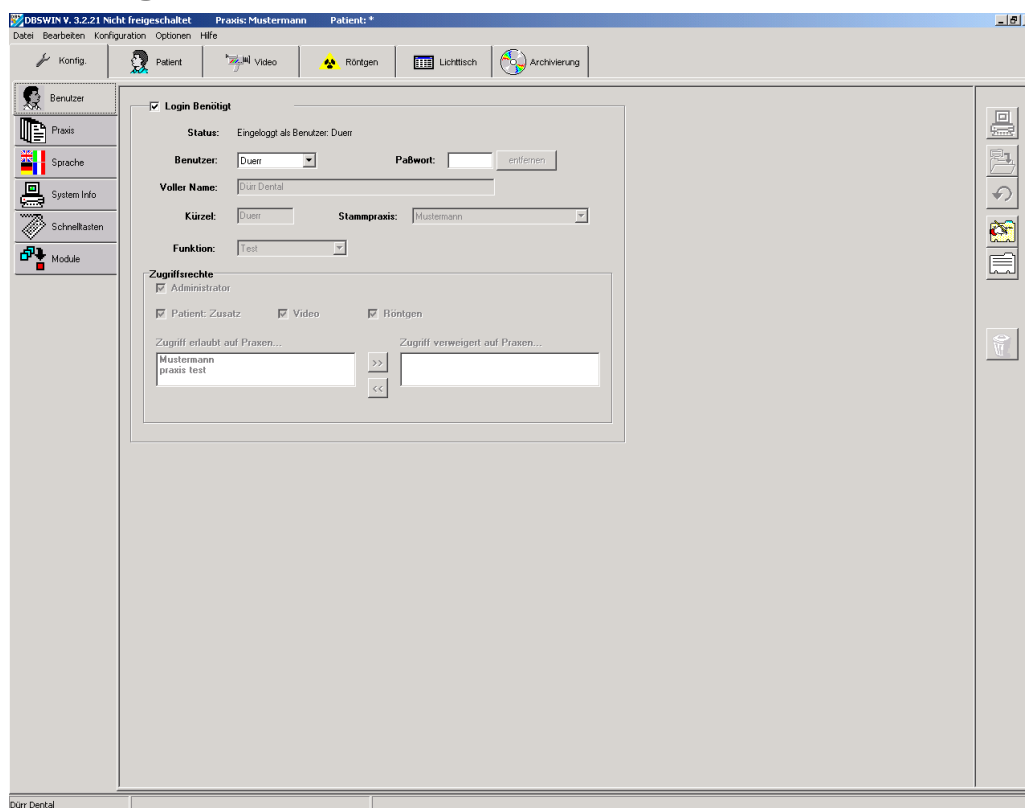 DBSWIN V. 3.2.21 Nicht freigeschaltet Praxis: Mustermann Patient: *
Datei Bearbeiten Konfiguration Optionen Hilfe
Konfig. Patient Video Röntgen Lichttisch Archivierung
Benutzer
Praxis
Sprache
System Info
Schnelltasten
Module
Login Benötigt
Status: Eingeloggt als Benutzer: Duerr
Benutzer: Duerr Paßwort: entfernen
Voller Name: Dürr Dental
Kürzel: Duerr Stammpraxis: Mustermann
Funktion: Test
Zugriffsrechte
Administrator
Patient: Zusatz Video Röntgen
Zugriff erlaubt auf Praxen... Zugriff verweigert auf Praxen...
Mustermann
praxis test
>>
<<
Dürr Dental